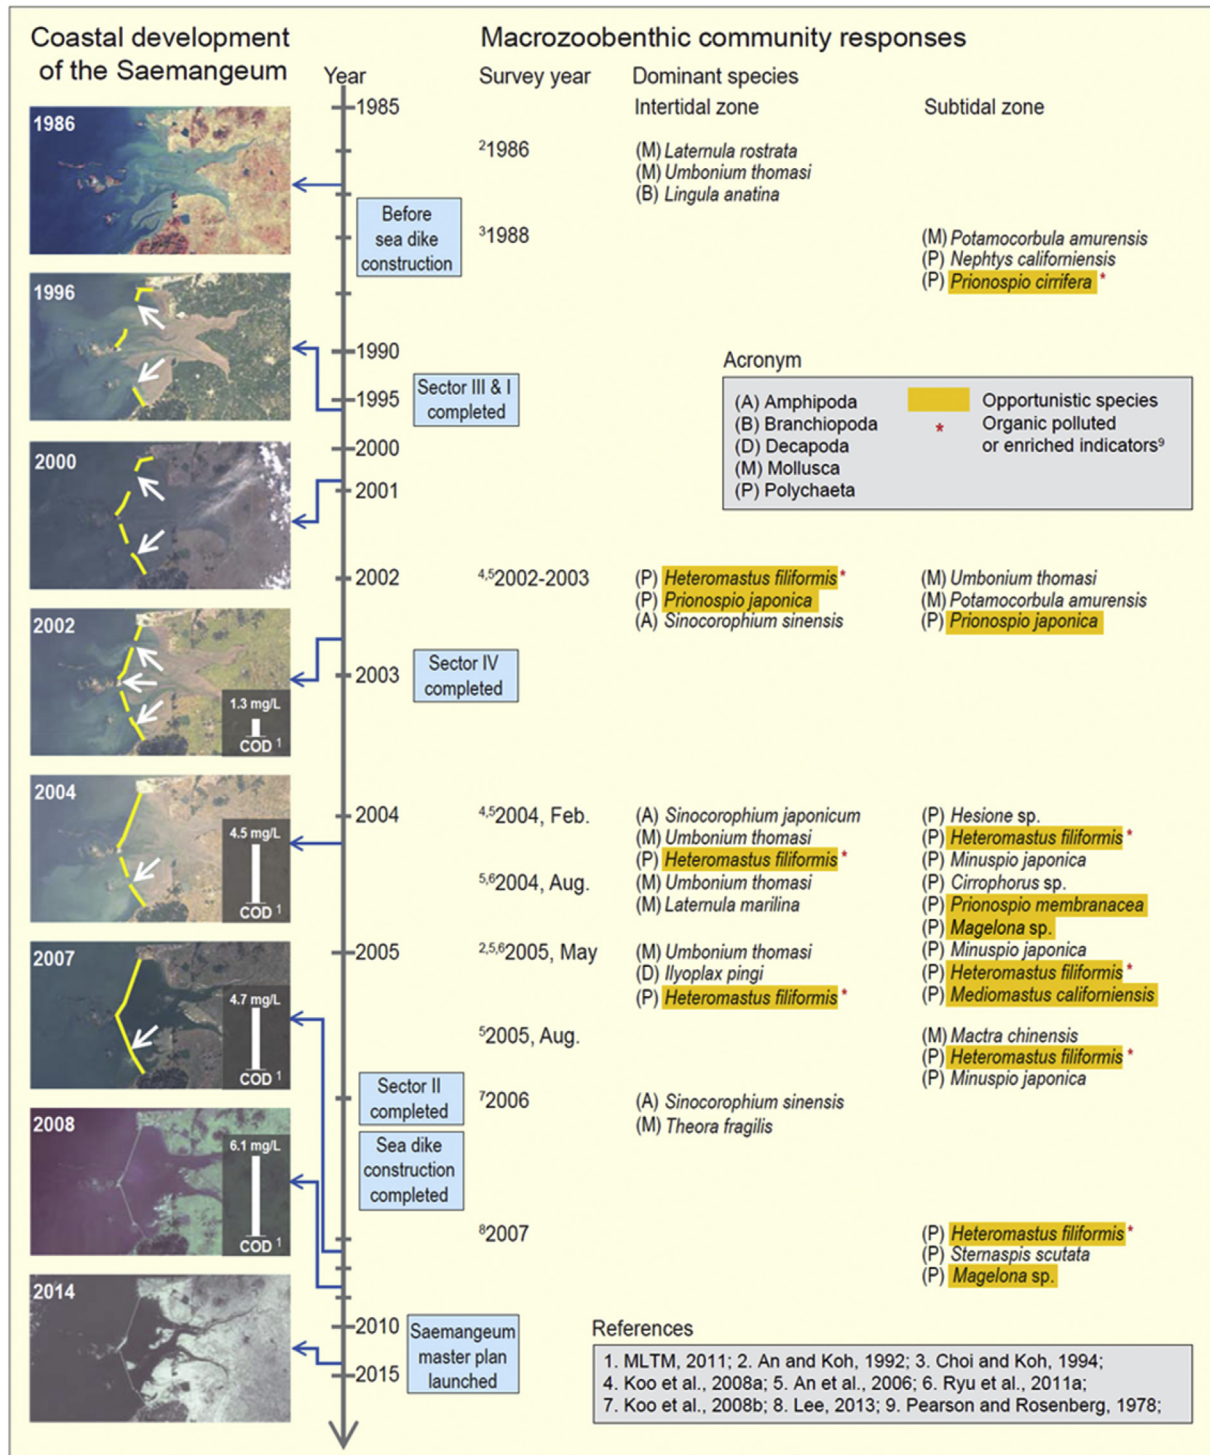 Coastal development
of the Saemangeum
Macrozoobenthic community responses
Year
Survey year
Dominant species
Intertidal zone
Subtidal zone
1985
1986
²1986
(M) Laternula rostrata
(M) Umbonium thomasi
(B) Lingula anatina
Before
sea dike
construction
³1988
(M) Potamocorbula amurensis
(P) Nephtys californiensis
(P) Prionospio cirrifera *
1996
1990
1995
Sector III & I
completed
Acronym
(A) Amphipoda
(B) Branchiopoda
(D) Decapoda
(M) Mollusca
(P) Polychaeta
Opportunistic species
* Organic polluted
or enriched indicators⁹
2000
2000
2001
2002
⁴,⁵2002-2003
(P) Heteromastus filiformis *
(P) Prionospio japonica
(A) Sinocorophium sinensis
(M) Umbonium thomasi
(M) Potamocorbula amurensis
(P) Prionospio japonica
2002
1.3 mg/L
COD ¹
2003
Sector IV
completed
2004
4.5 mg/L
COD ¹
2004
⁴,⁵2004, Feb.
(A) Sinocorophium japonicum
(M) Umbonium thomasi
(P) Heteromastus filiformis *
(P) Hesione sp.
(P) Heteromastus filiformis *
(P) Minuspio japonica
⁵,⁶2004, Aug.
(M) Umbonium thomasi
(M) Laternula marilina
(P) Cirrophorus sp.
(P) Prionospio membranacea
(P) Magelona sp.
2007
4.7 mg/L
COD ¹
2005
²,⁵,⁶2005, May
(M) Umbonium thomasi
(D) Ilyoplax pingi
(P) Heteromastus filiformis *
(P) Minuspio japonica
(P) Heteromastus filiformis *
(P) Mediomastus californiensis
⁵2005, Aug.
(M) Mactra chinensis
(P) Heteromastus filiformis *
(P) Minuspio japonica
Sector II
completed
⁷2006
(A) Sinocorophium sinensis
(M) Theora fragilis
2008
6.1 mg/L
COD ¹
Sea dike
construction
completed
⁸2007
(P) Heteromastus filiformis *
(P) Sternaspis scutata
(P) Magelona sp.
2014
2010
2015
Saemangeum
master plan
launched
References
1. MLTM, 2011; 2. An and Koh, 1992; 3. Choi and Koh, 1994;
4. Koo et al., 2008a; 5. An et al., 2006; 6. Ryu et al., 2011a;
7. Koo et al., 2008b; 8. Lee, 2013; 9. Pearson and Rosenberg, 1978;